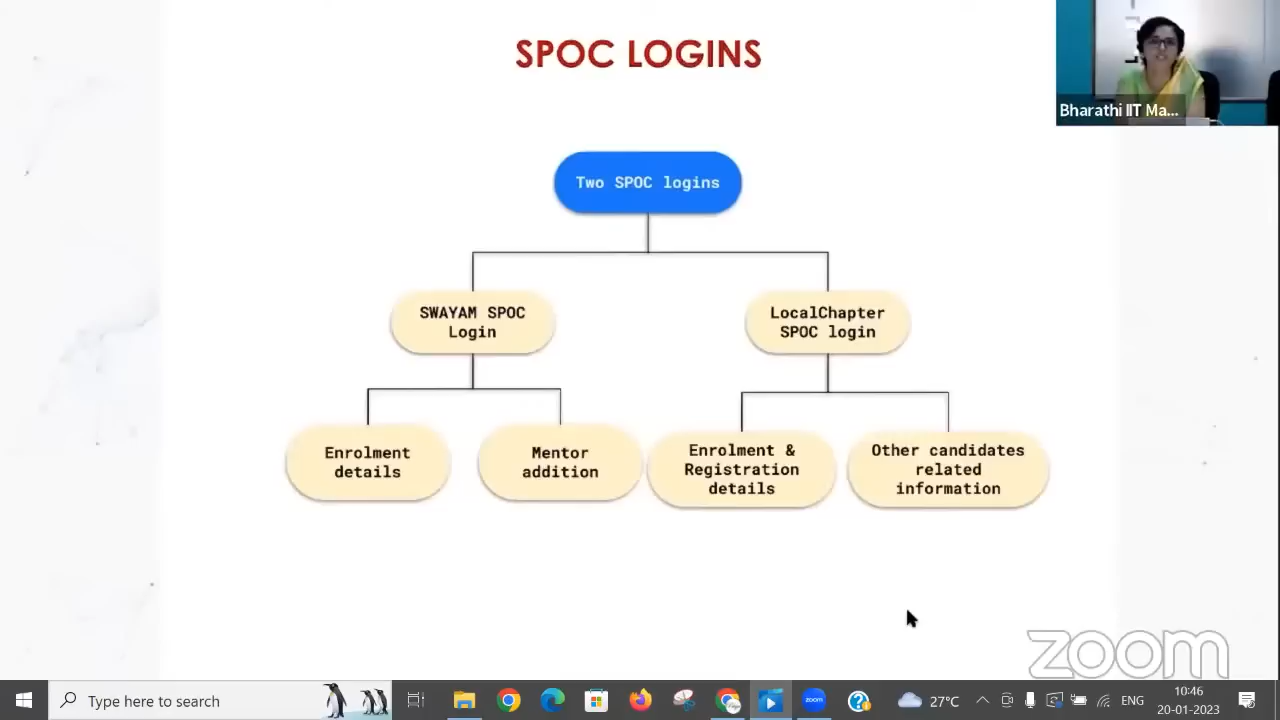 SPOC LOGINS
Bharathi IIT Ma...
Two SPOC logins
SWAYAM SPOC
Login
LocalChapter
SPOC login
Enrolment
details
Mentor
addition
Enrolment &
Registration
details
Other candidates
related
information
zoom
Type here to search
zoom
27°C
ENG
10:46
20-01-2023